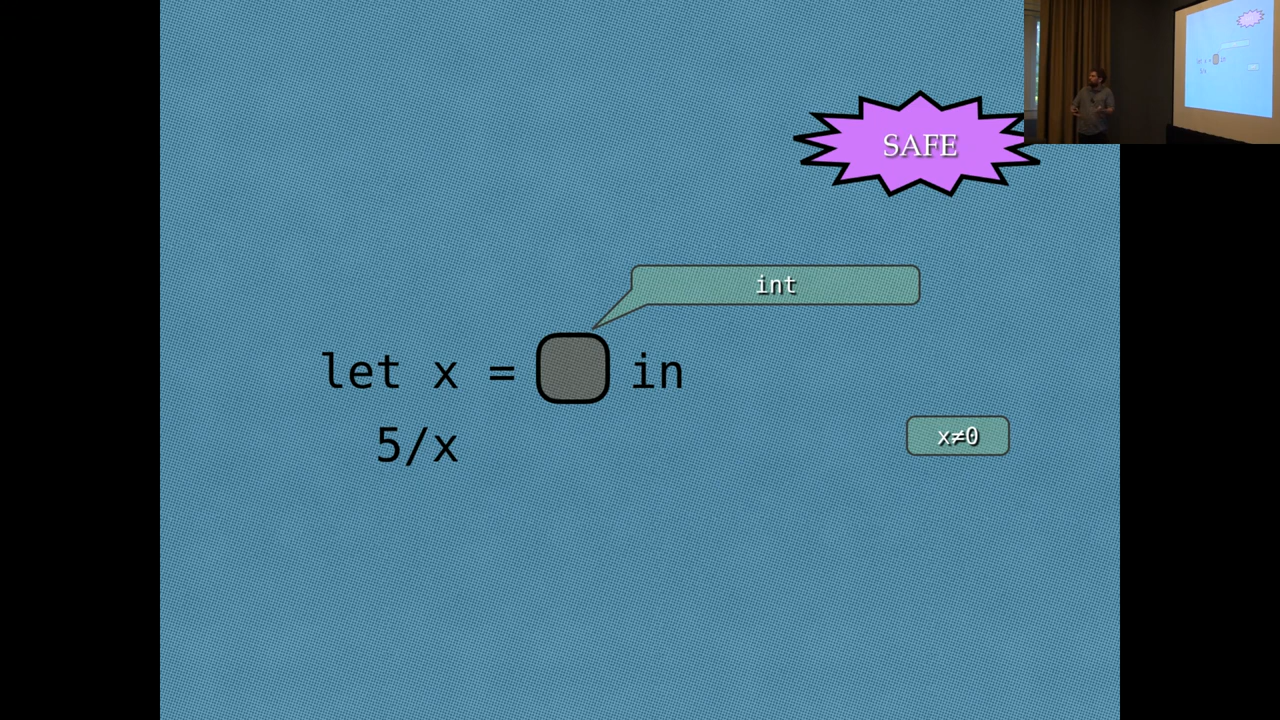 SAFE
int
let x = in
5/x
x≠0